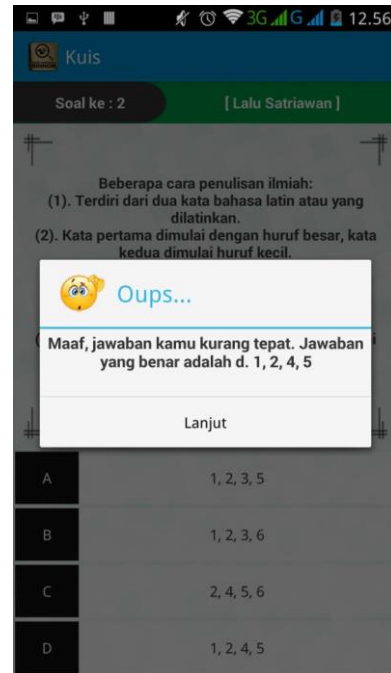 3G G 12.56
Kuis
Soal ke : 2 [ Lalu Satriawan ]
Beberapa cara penulisan ilmiah:
(1). Terdiri dari dua kata bahasa latin atau yang
dilatinkan.
(2). Kata pertama dimulai dengan huruf besar, kata
kedua dimulai huruf kecil.
Oups...
Maaf, jawaban kamu kurang tepat. Jawaban
yang benar adalah d. 1, 2, 4, 5
Lanjut
A 1, 2, 3, 5
B 1, 2, 3, 6
C 2, 4, 5, 6
D 1, 2, 4, 5